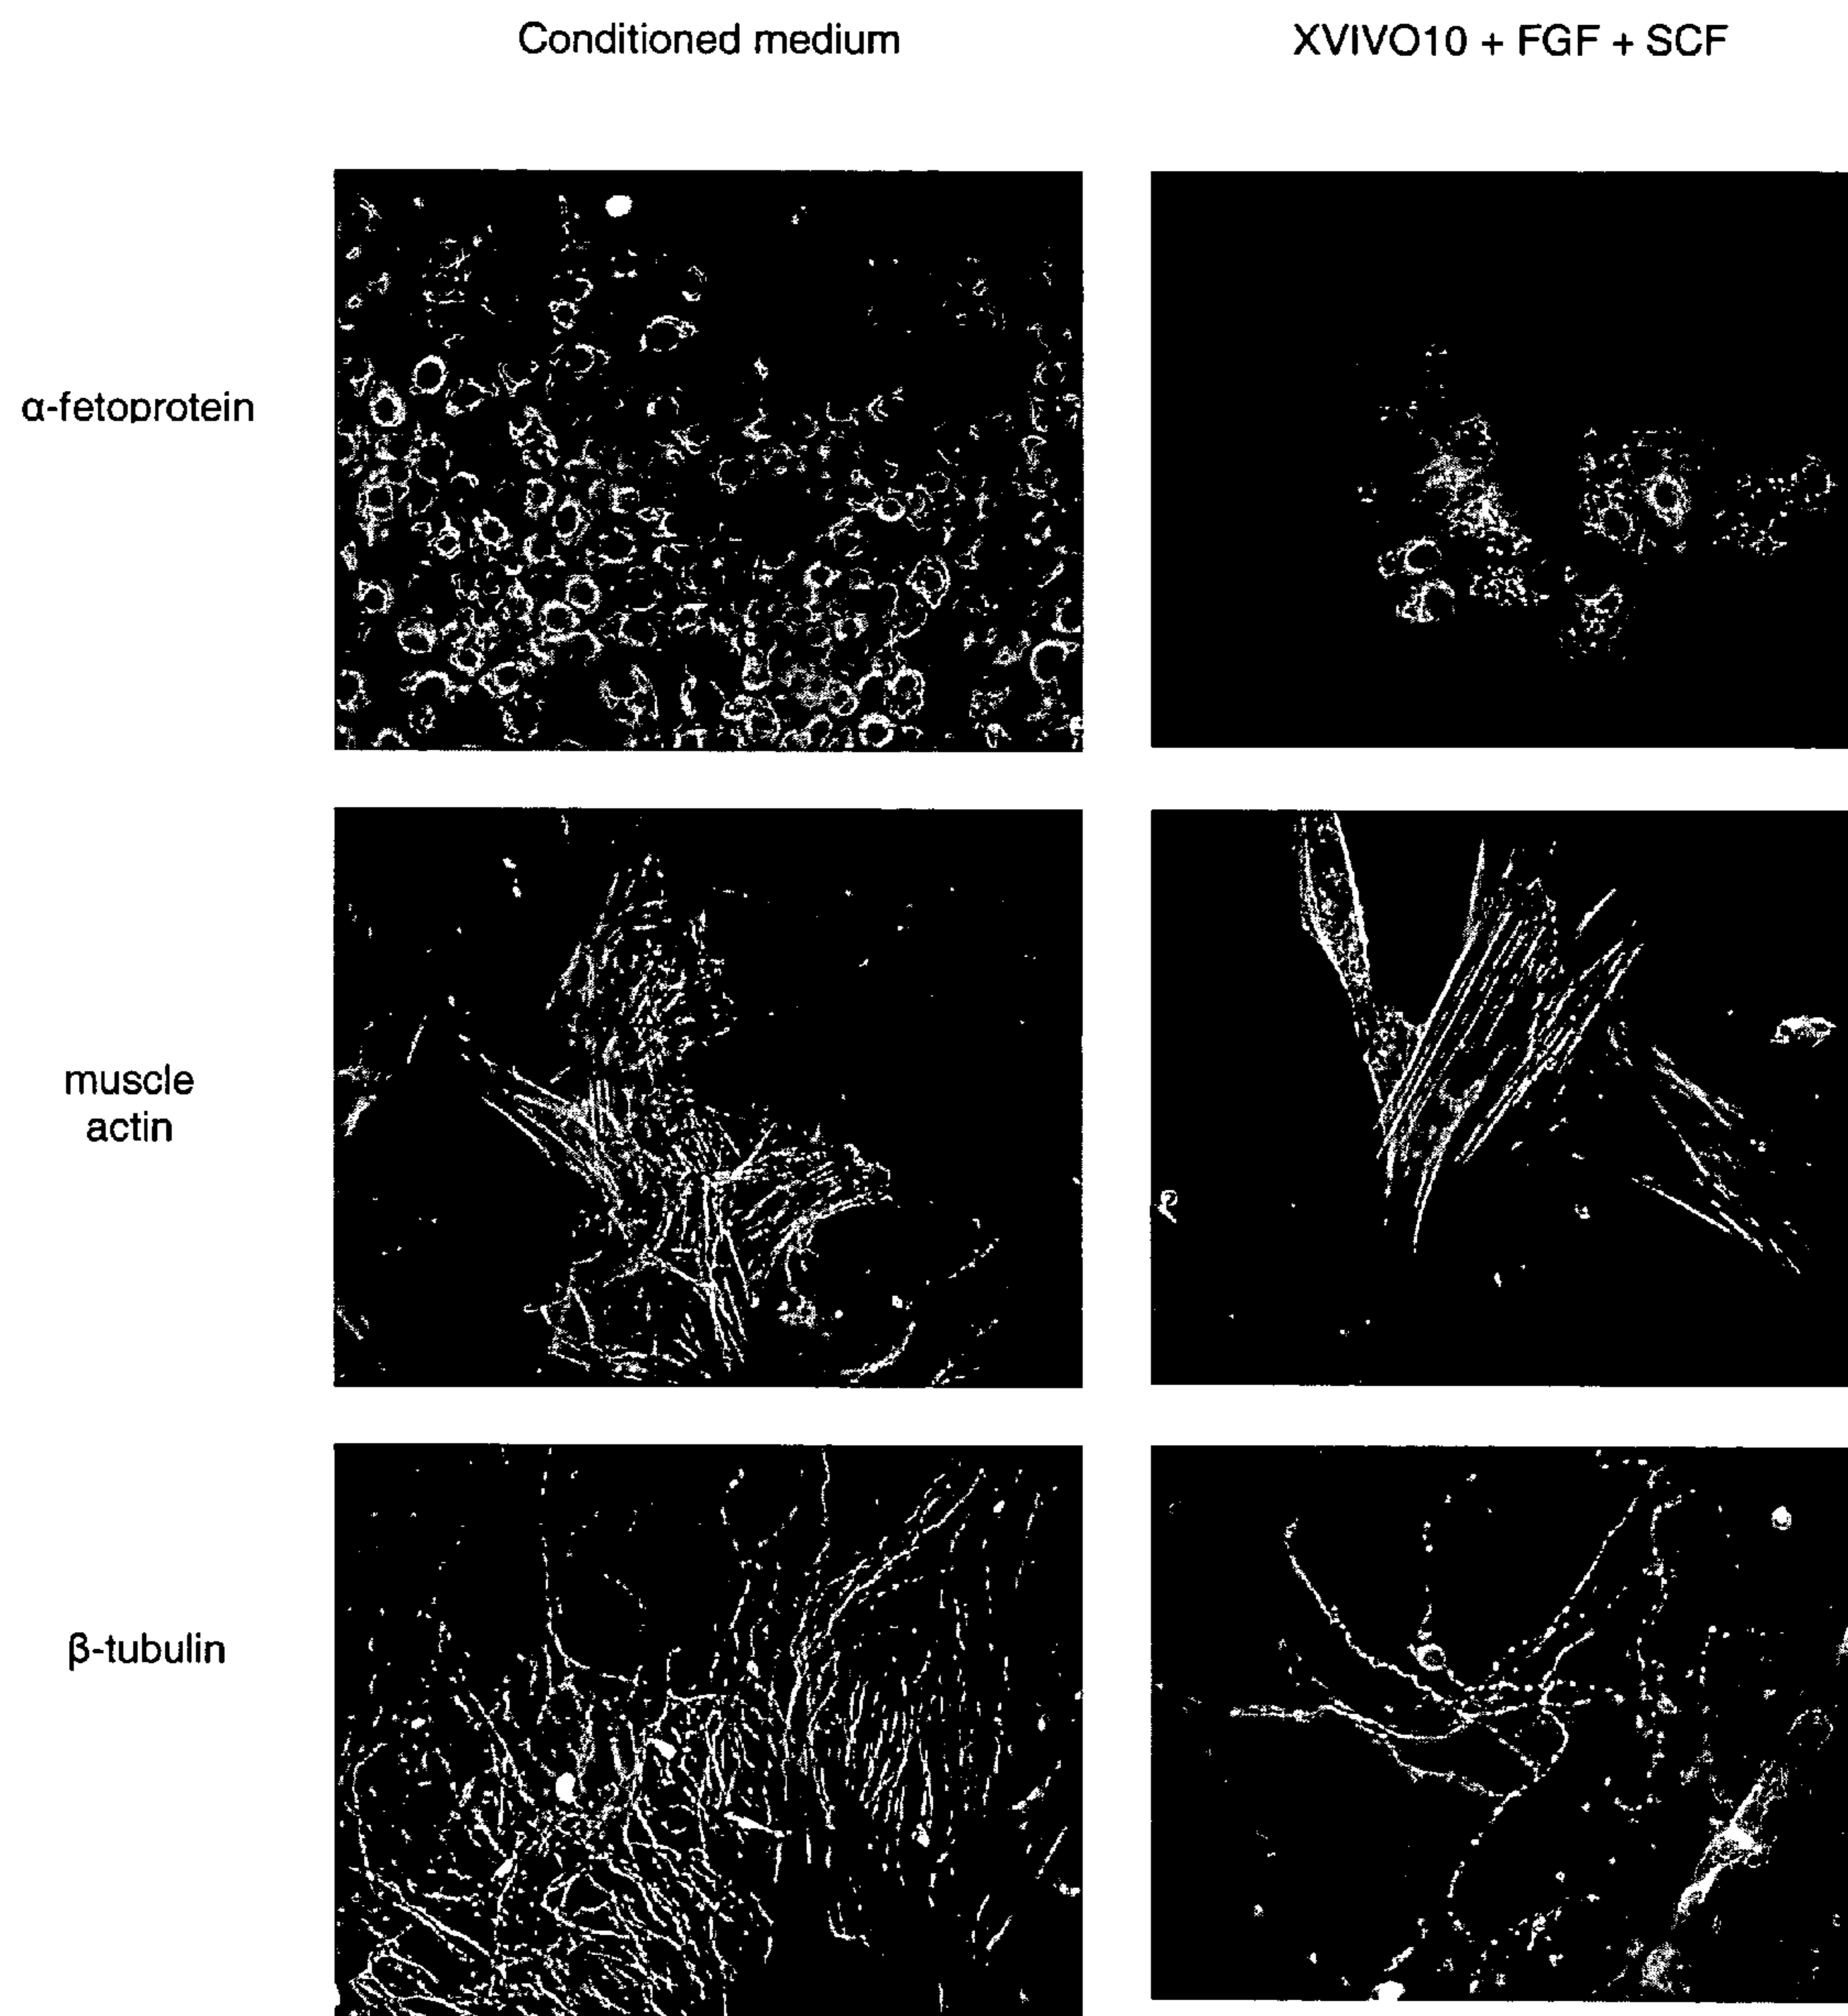 Conditioned medium
XVIVO10 + FGF + SCF
α-fetoprotein
muscle
actin
β-tubulin